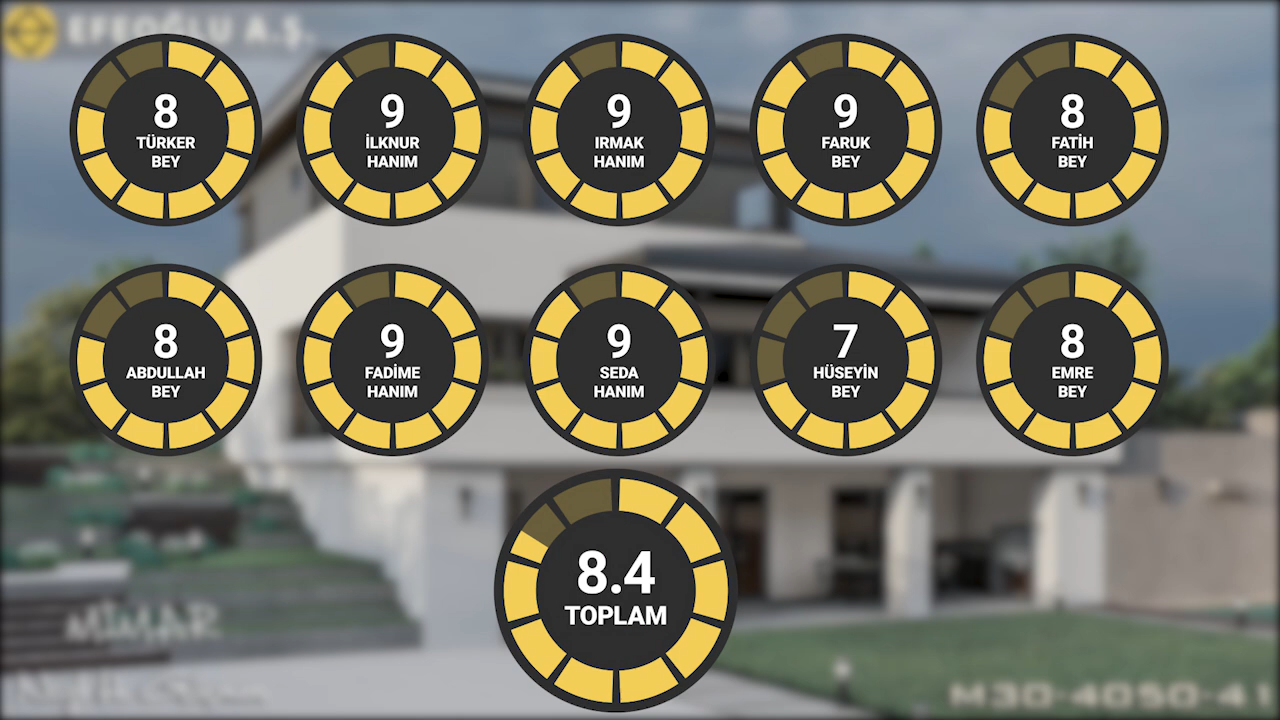 EFEOĞLU A.Ş.
8
TÜRKER
BEY
9
İLKNUR
HANIM
9
IRMAK
HANIM
9
FARUK
BEY
8
FATİH
BEY
8
ABDULLAH
BEY
9
FADİME
HANIM
9
SEDA
HANIM
7
HÜSEYİN
BEY
8
EMRE
BEY
8.4
TOPLAM
MİMAR
M30-4050-41